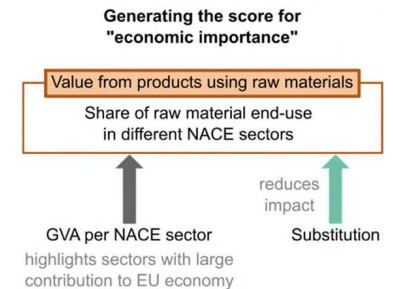 Generating the score for
"economic importance"
Value from products using raw materials
Share of raw material end-use
in different NACE sectors
reduces
impact
GVA per NACE sector
Substitution
highlights sectors with large
contribution to EU economy